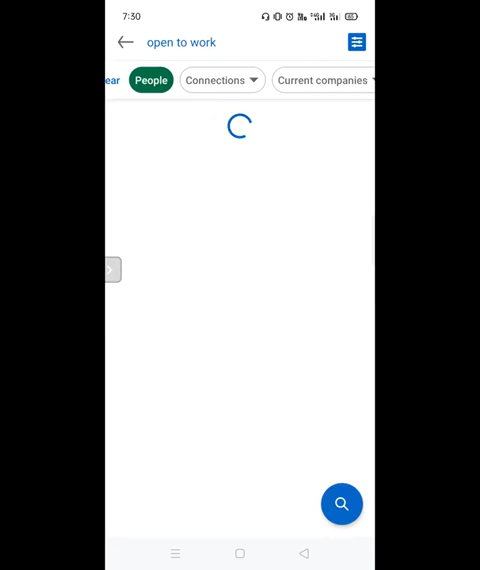 7:30
open to work
ear
People
Connections
Current companies